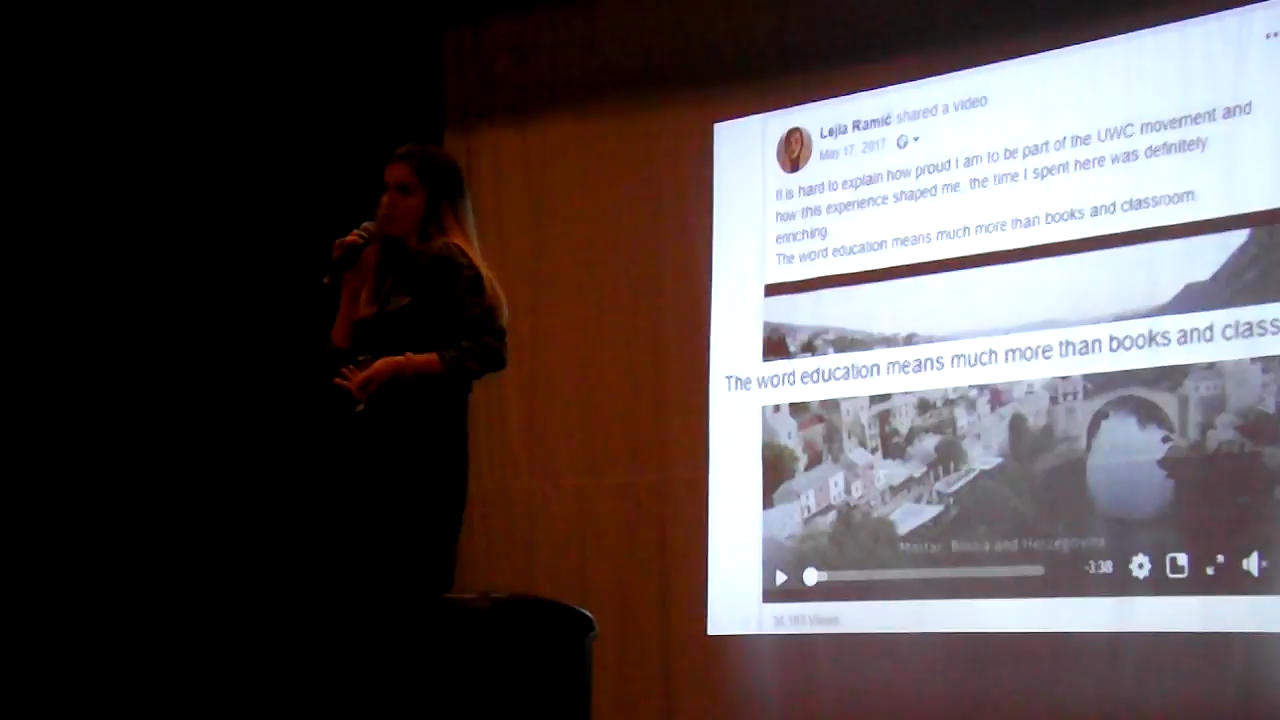 Lejla Ramić shared a video
May 17, 2017
It is hard to explain how proud I am to be part of the UWC movement and
how this experience shaped me, the time I spent here was definitely
enriching
The word education means much more than books and classroom.
The word education means much more than books and class
Mostar, Bosnia and Herzegovina
-3:38
Views